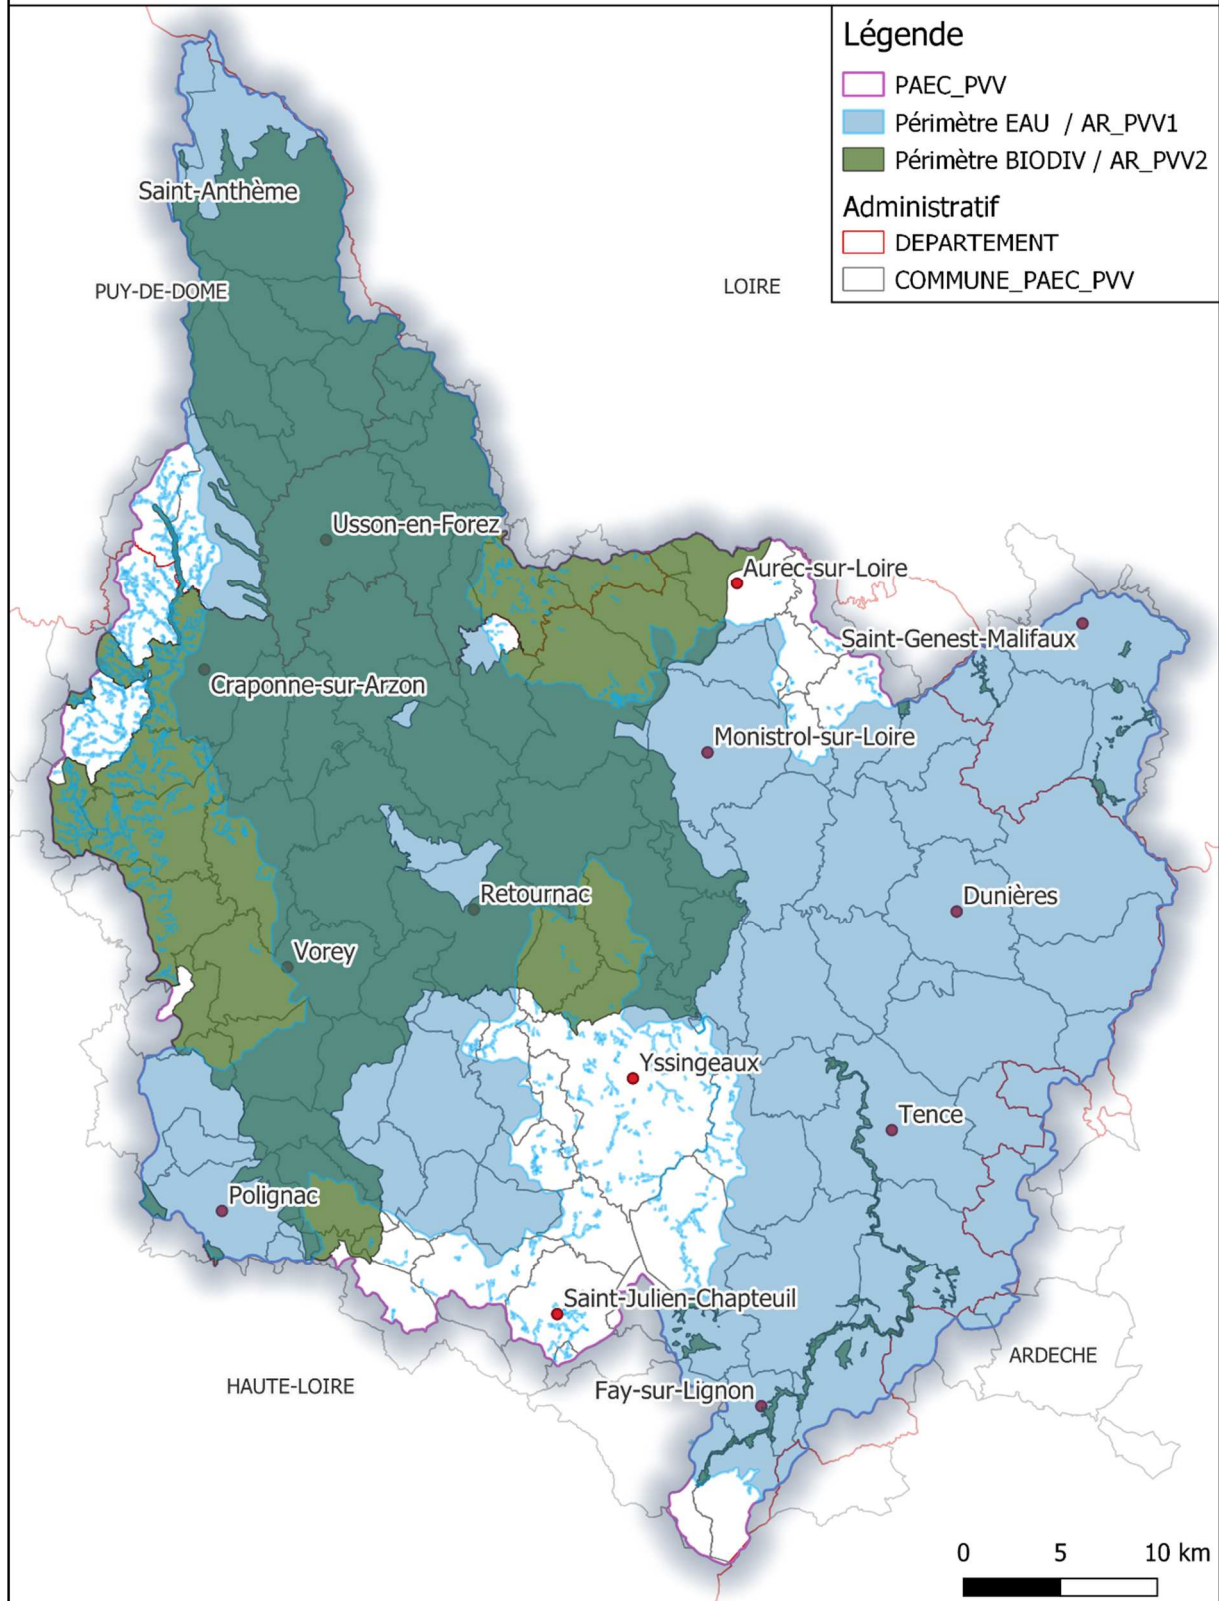 Légende
PAEC_PVV
Périmètre EAU / AR_PVV1
Périmètre BIODIV / AR_PVV2
Administratif
DEPARTEMENT
COMMUNE_PAEC_PVV
Saint-Anthème
PUY-DE-DOME
LOIRE
Usson-en-Forez
Aurec-sur-Loire
Saint-Genest-Malifaux
Craponne-sur-Arzon
Monistrol-sur-Loire
Retournac
Dunières
Vorey
Yssingeaux
Tence
Polignac
Saint-Julien-Chapteuil
ARDECHE
HAUTE-LOIRE
Fay-sur-Lignon
0 5 10 km